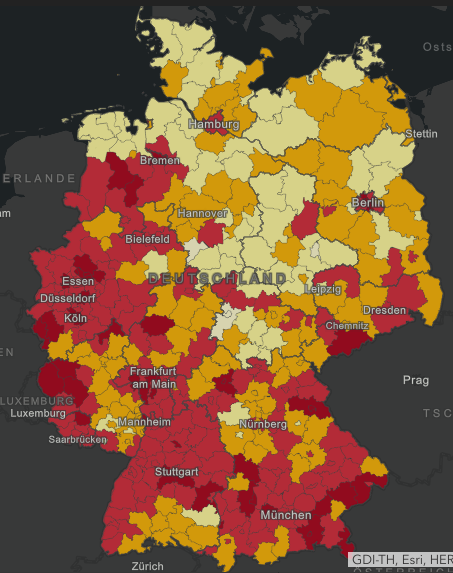 Osts
Hamburg
Stettin
Bremen
ERLANDE
m
Berlin
Hannover
Bielefeld
DEUTSCHLAND
Essen
Leipzig
Düsseldorf
Dresden
Köln
Chemnitz
EN
Frankfurt
am Main
Prag
LUXEMBURG
Luxemburg
TSC
Mannheim
Nürnberg
Saarbrücken
Stuttgart
München
GDI-TH, Esri, HER
Zürich